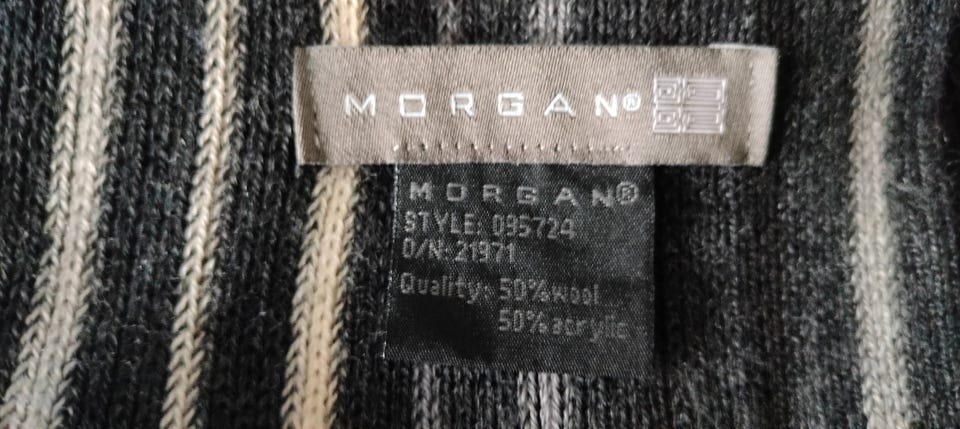 MORGAN®
MORGAN®
STYLE: 095724
O/N:21971
Quality: 50%wool
50%acrylic